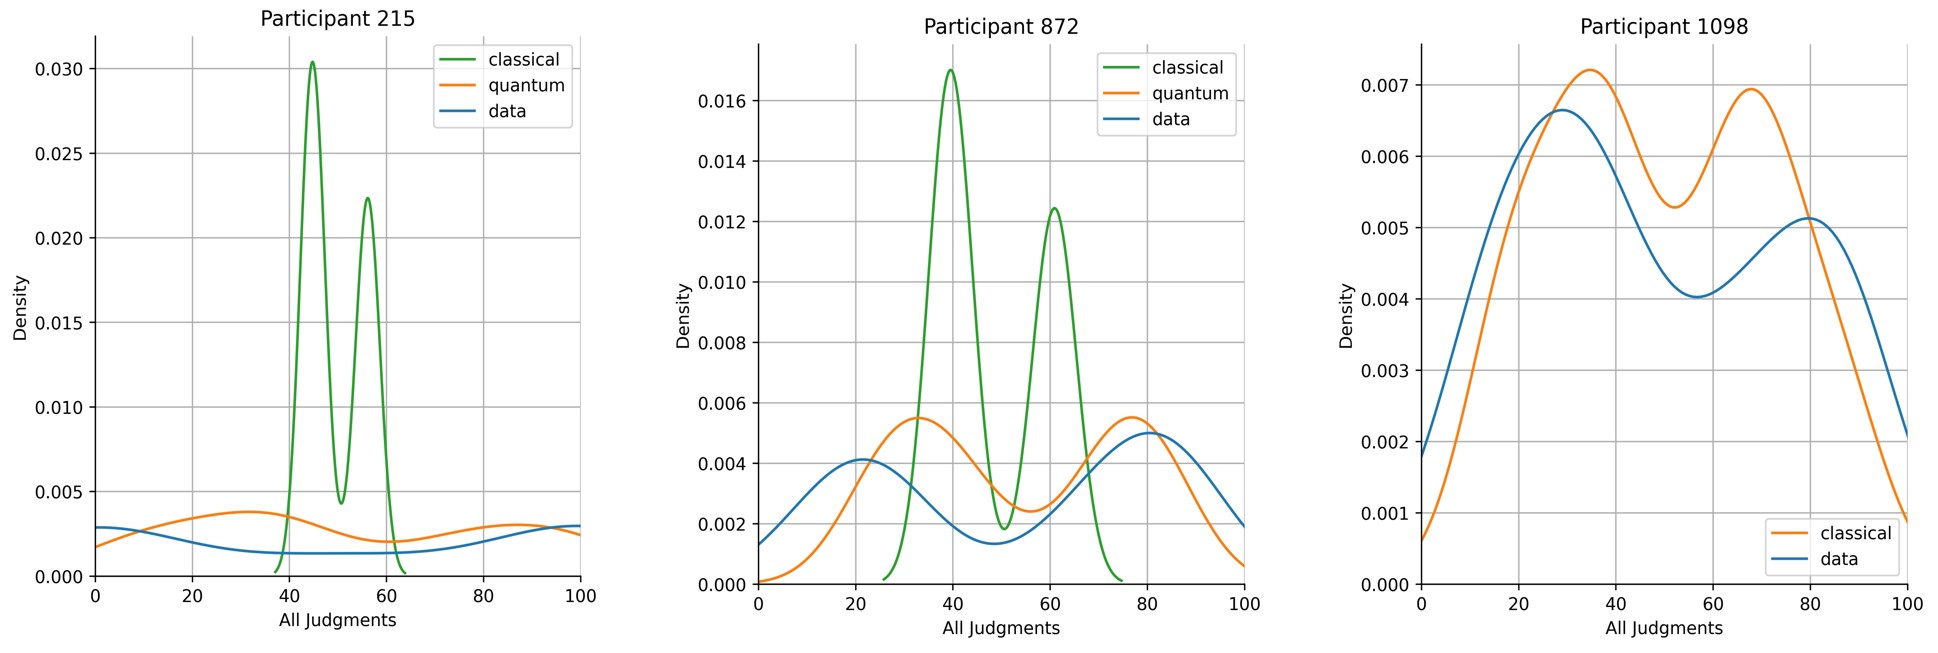 Participant 215
classical
quantum
data
0.030
0.025
0.020
0.015
0.010
0.005
0.000
Density
0 20 40 60 80 100
All Judgments
Participant 872
classical
quantum
data
0.016
0.014
0.012
0.010
0.008
0.006
0.004
0.002
0.000
Density
0 20 40 60 80 100
All Judgments
Participant 1098
0.007
0.006
0.005
0.004
0.003
0.002
0.001
0.000
Density
classical
data
0 20 40 60 80 100
All Judgments